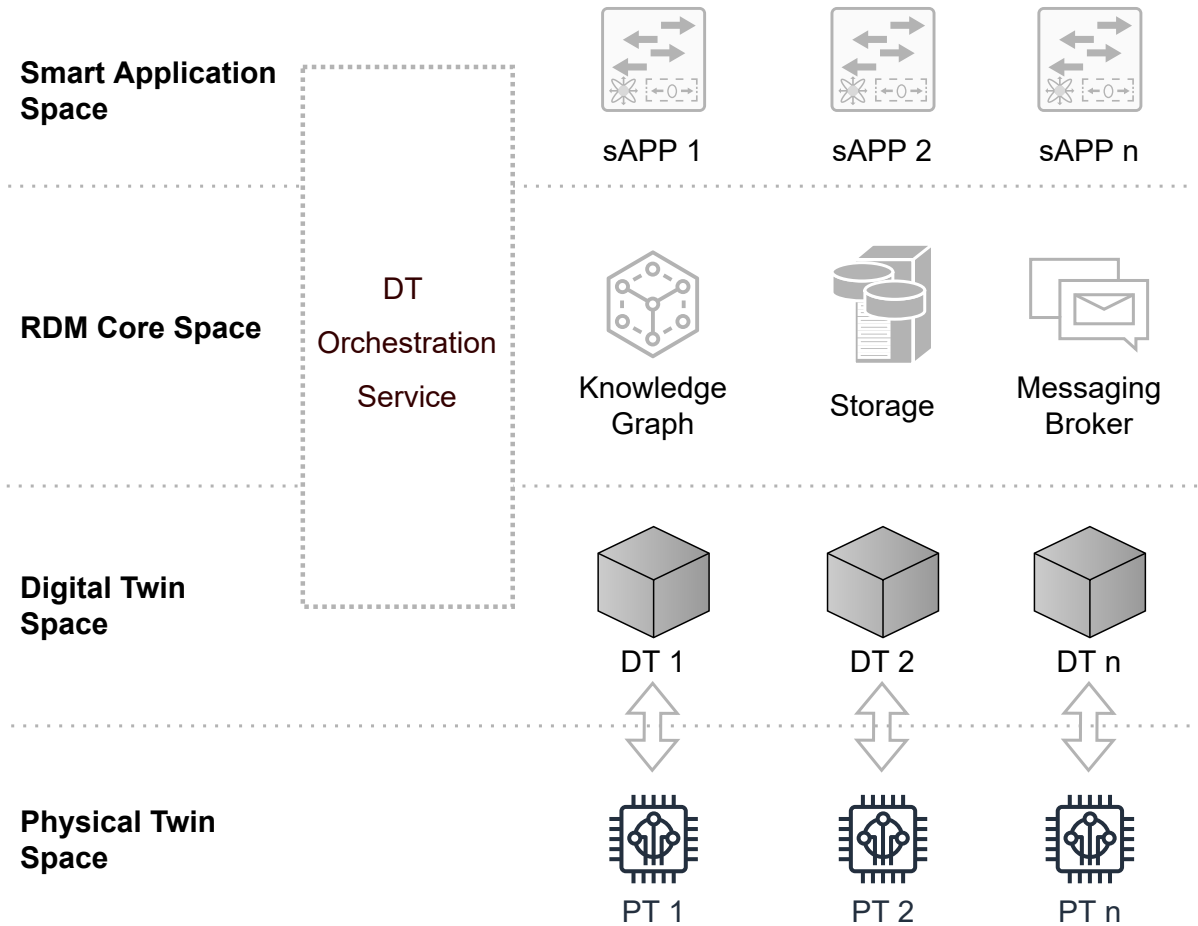 Smart Application
Space
sAPP 1
sAPP 2
sAPP n
RDM Core Space
DT
Orchestration
Service
Knowledge
Graph
Storage
Messaging
Broker
Digital Twin
Space
DT 1
DT 2
DT n
Physical Twin
Space
PT 1
PT 2
PT n